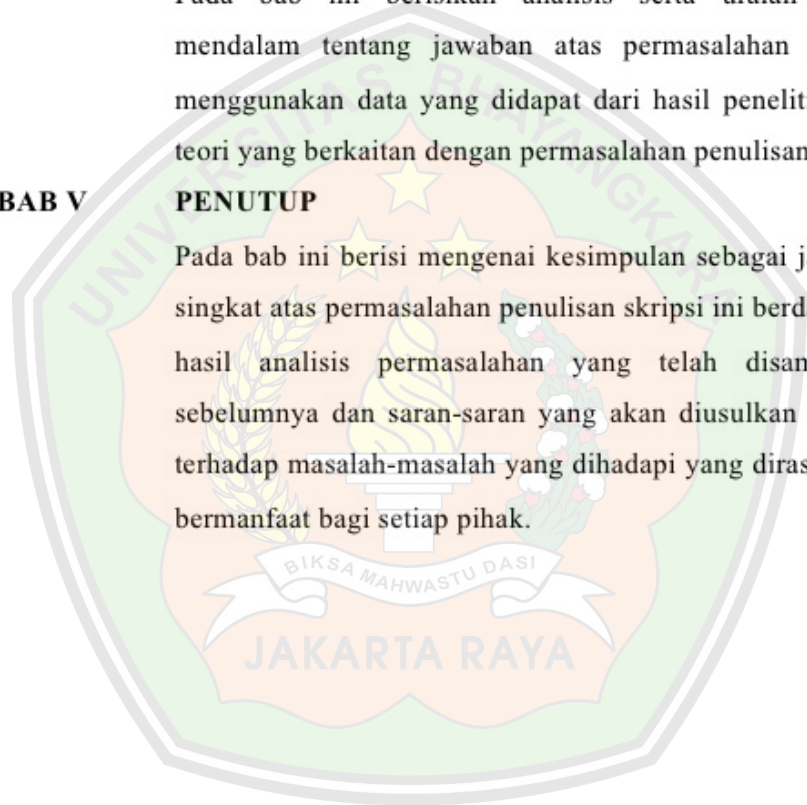 Pada bab ini berisikan analisis serta uraian
mendalam tentang jawaban atas permasalahan
menggunakan data yang didapat dari hasil penelit
teori yang berkaitan dengan permasalahan penulisan
BAB V PENUTUP
Pada bab ini berisi mengenai kesimpulan sebagai j
singkat atas permasalahan penulisan skripsi ini berd
hasil analisis permasalahan yang telah disam
sebelumnya dan saran-saran yang akan diusulkan
terhadap masalah-masalah yang dihadapi yang diras
bermanfaat bagi setiap pihak.
UNIVERSITAS BHAYANGKARA
BIKSA MAHWASTU DASI
JAKARTA RAYA